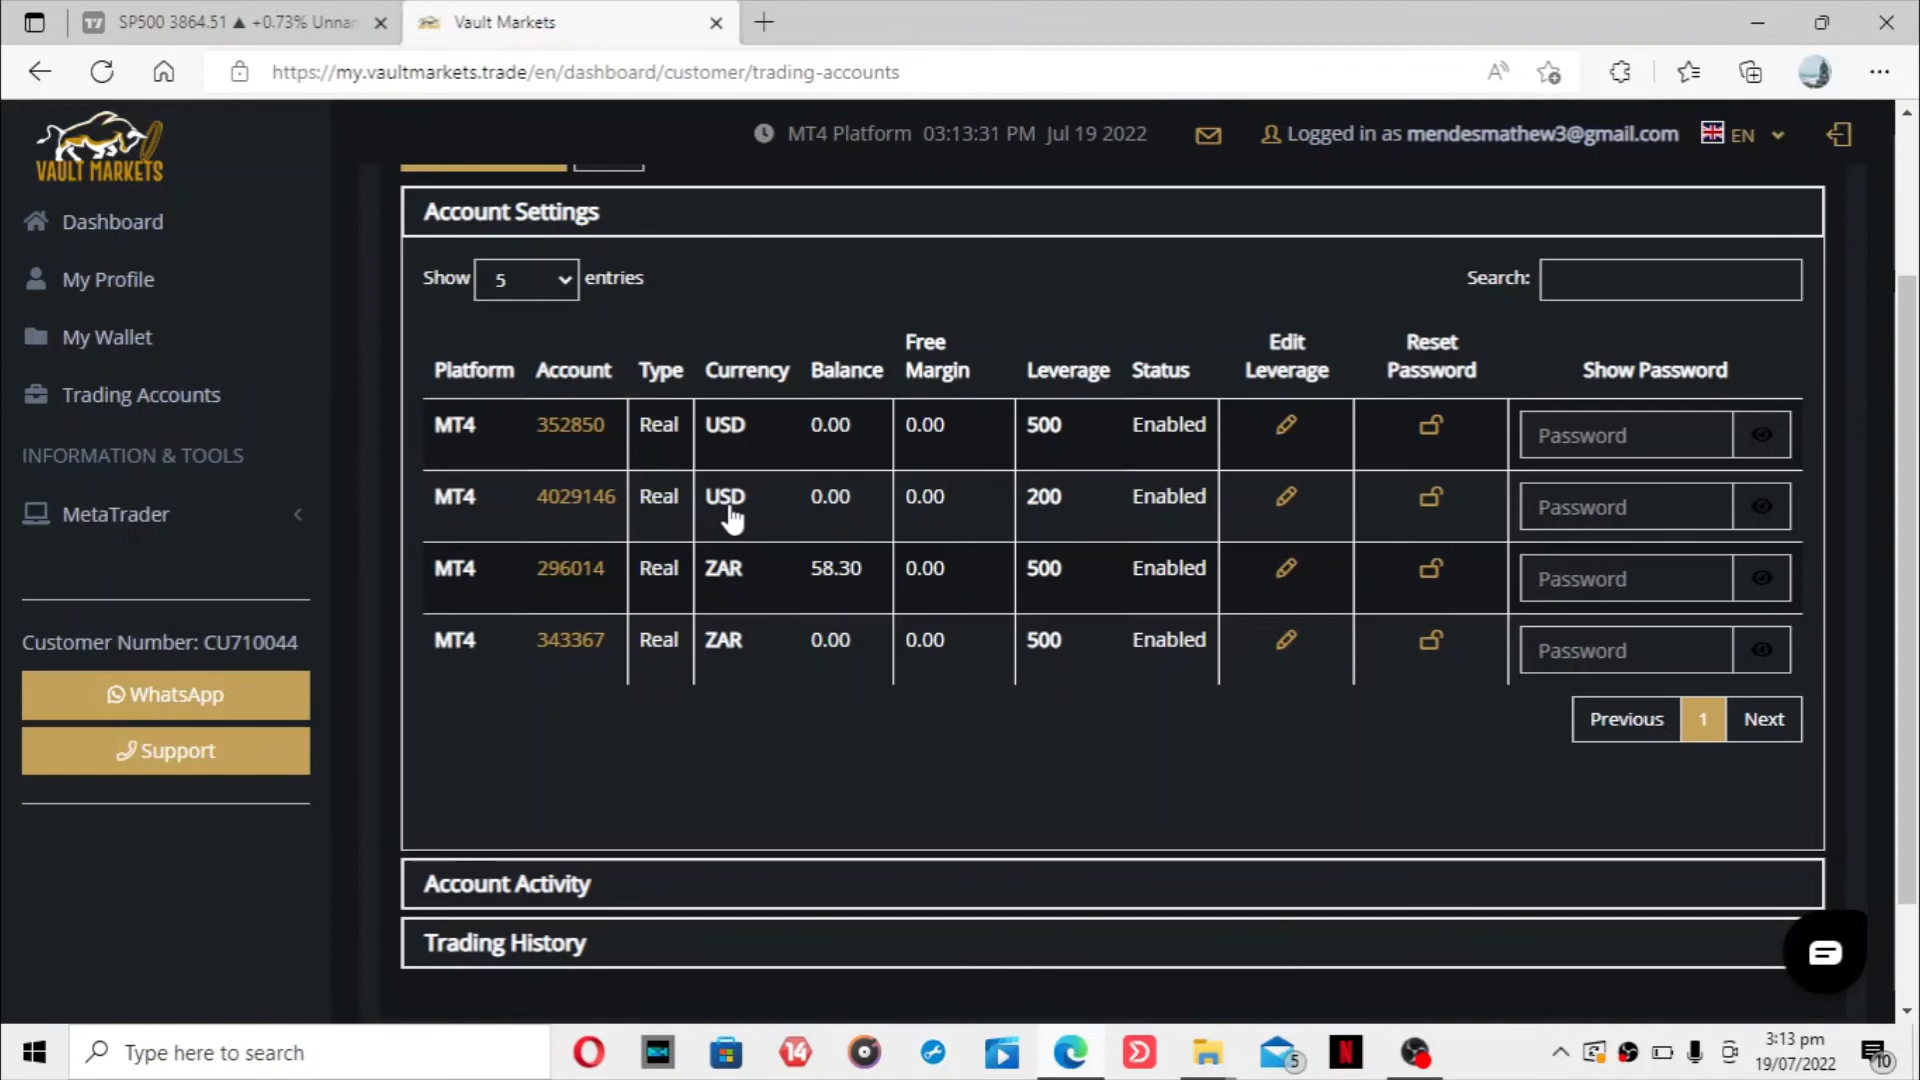 SP500 3864.51 ▲ +0.73% Unnar
Vault Markets
https://my.vaultmarkets.trade/en/dashboard/customer/trading-accounts
VAULT MARKETS
MT4 Platform 03:13:31 PM Jul 19 2022
Logged in as mendesmathew3@gmail.com
EN
Dashboard
My Profile
My Wallet
Trading Accounts
INFORMATION & TOOLS
MetaTrader
Customer Number: CU710044
WhatsApp
Support
Account Settings
Show 5 entries
Search:
Platform Account Type Currency Balance Free Margin Leverage Status Edit Leverage Reset Password Show Password
MT4 352850 Real USD 0.00 0.00 500 Enabled Password
MT4 4029146 Real USD 0.00 0.00 200 Enabled Password
MT4 296014 Real ZAR 58.30 0.00 500 Enabled Password
MT4 343367 Real ZAR 0.00 0.00 500 Enabled Password
Previous 1 Next
Account Activity
Trading History
Type here to search
14
5
N
3:13 pm
19/07/2022
10